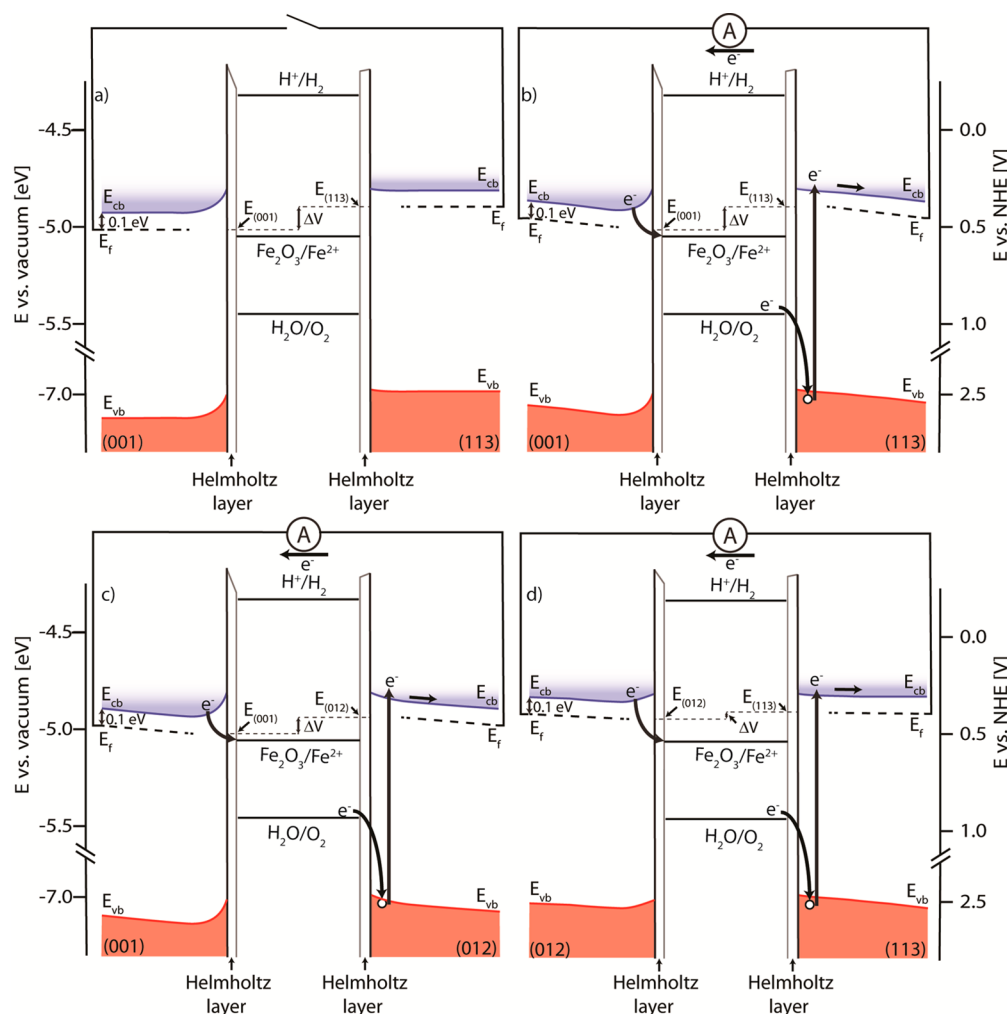 a)
H⁺/H₂
E vs. vacuum [eV]
-4.5
-5.0
-5.5
-7.0
E_cb
0.1 eV
E_f
E_(001)
E_(113)
ΔV
E_cb
E_f
Fe₂O₃/Fe²⁺
H₂O/O₂
E_vb
E_vb
(001)
(113)
Helmholtz
layer
Helmholtz
layer
A
e⁻
b)
H⁺/H₂
E vs. NHE [V]
0.0
0.5
1.0
2.5
E_cb
0.1 eV
E_f
e⁻
E_(001)
E_(113)
ΔV
e⁻
E_cb
E_f
Fe₂O₃/Fe²⁺
H₂O/O₂
e⁻
E_vb
E_vb
(001)
(113)
Helmholtz
layer
Helmholtz
layer
A
e⁻
c)
H⁺/H₂
E vs. vacuum [eV]
-4.5
-5.0
-5.5
-7.0
E_cb
0.1 eV
E_f
e⁻
E_(001)
E_(012)
ΔV
e⁻
E_cb
E_f
Fe₂O₃/Fe²⁺
e⁻
H₂O/O₂
E_vb
E_vb
(001)
(012)
Helmholtz
layer
Helmholtz
layer
A
e⁻
d)
H⁺/H₂
E vs. NHE [V]
0.0
0.5
1.0
2.5
E_cb
0.1 eV
E_f
e⁻
E_(012)
E_(113)
ΔV
e⁻
E_cb
E_f
Fe₂O₃/Fe²⁺
e⁻
H₂O/O₂
E_vb
E_vb
(012)
(113)
Helmholtz
layer
Helmholtz
layer